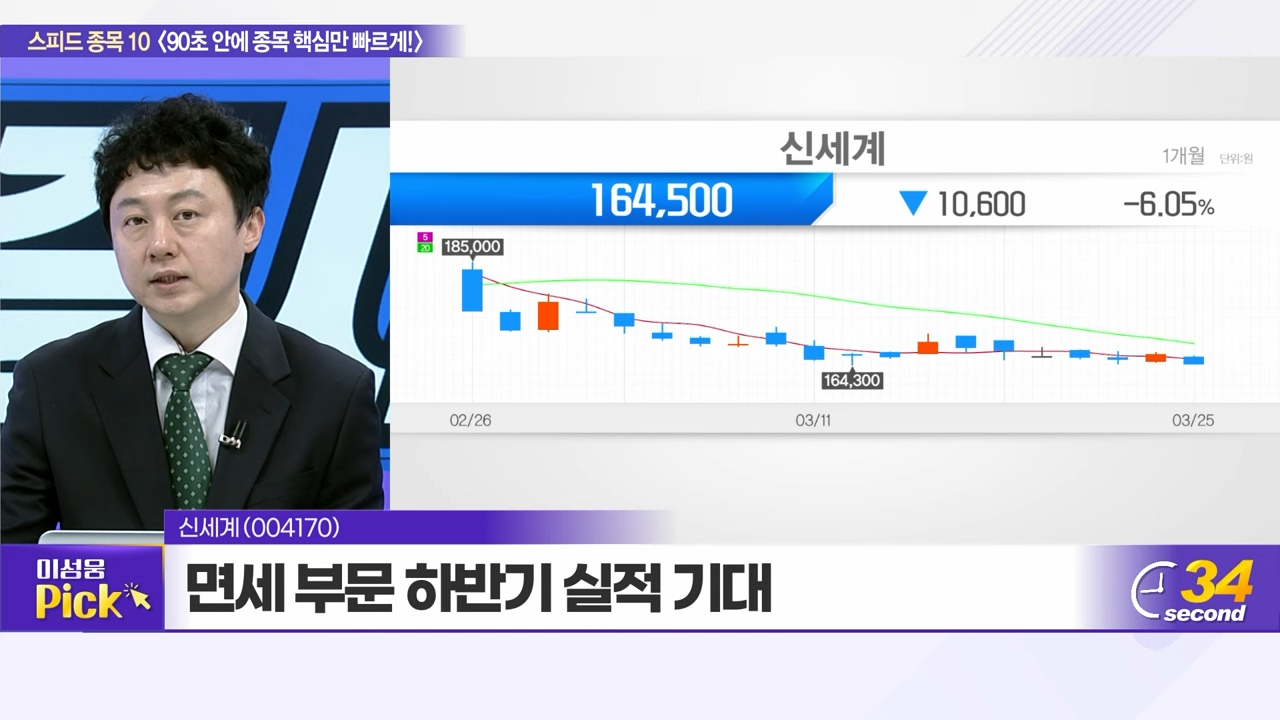 스피드 종목 10 〈90초 안에 종목 핵심만 빠르게!〉
신세계
1개월 단위:원
164,500 ▼ 10,600 -6.05%
5
20
185,000
164,300
02/26 03/11 03/25
신세계(004170)
이성웅
Pick
면세 부문 하반기 실적 기대
34
second